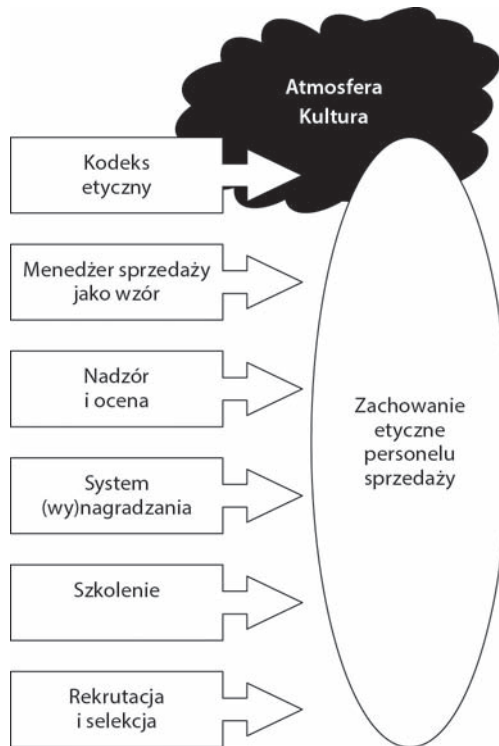 Atmosfera
Kultura
Kodeks
etyczny
Menedżer sprzedaży
jako wzór
Nadzór
i ocena
System
(wy)nagradzania
Szkolenie
Rekrutacja
i selekcja
Zachowanie
etyczne
personelu
sprzedaży